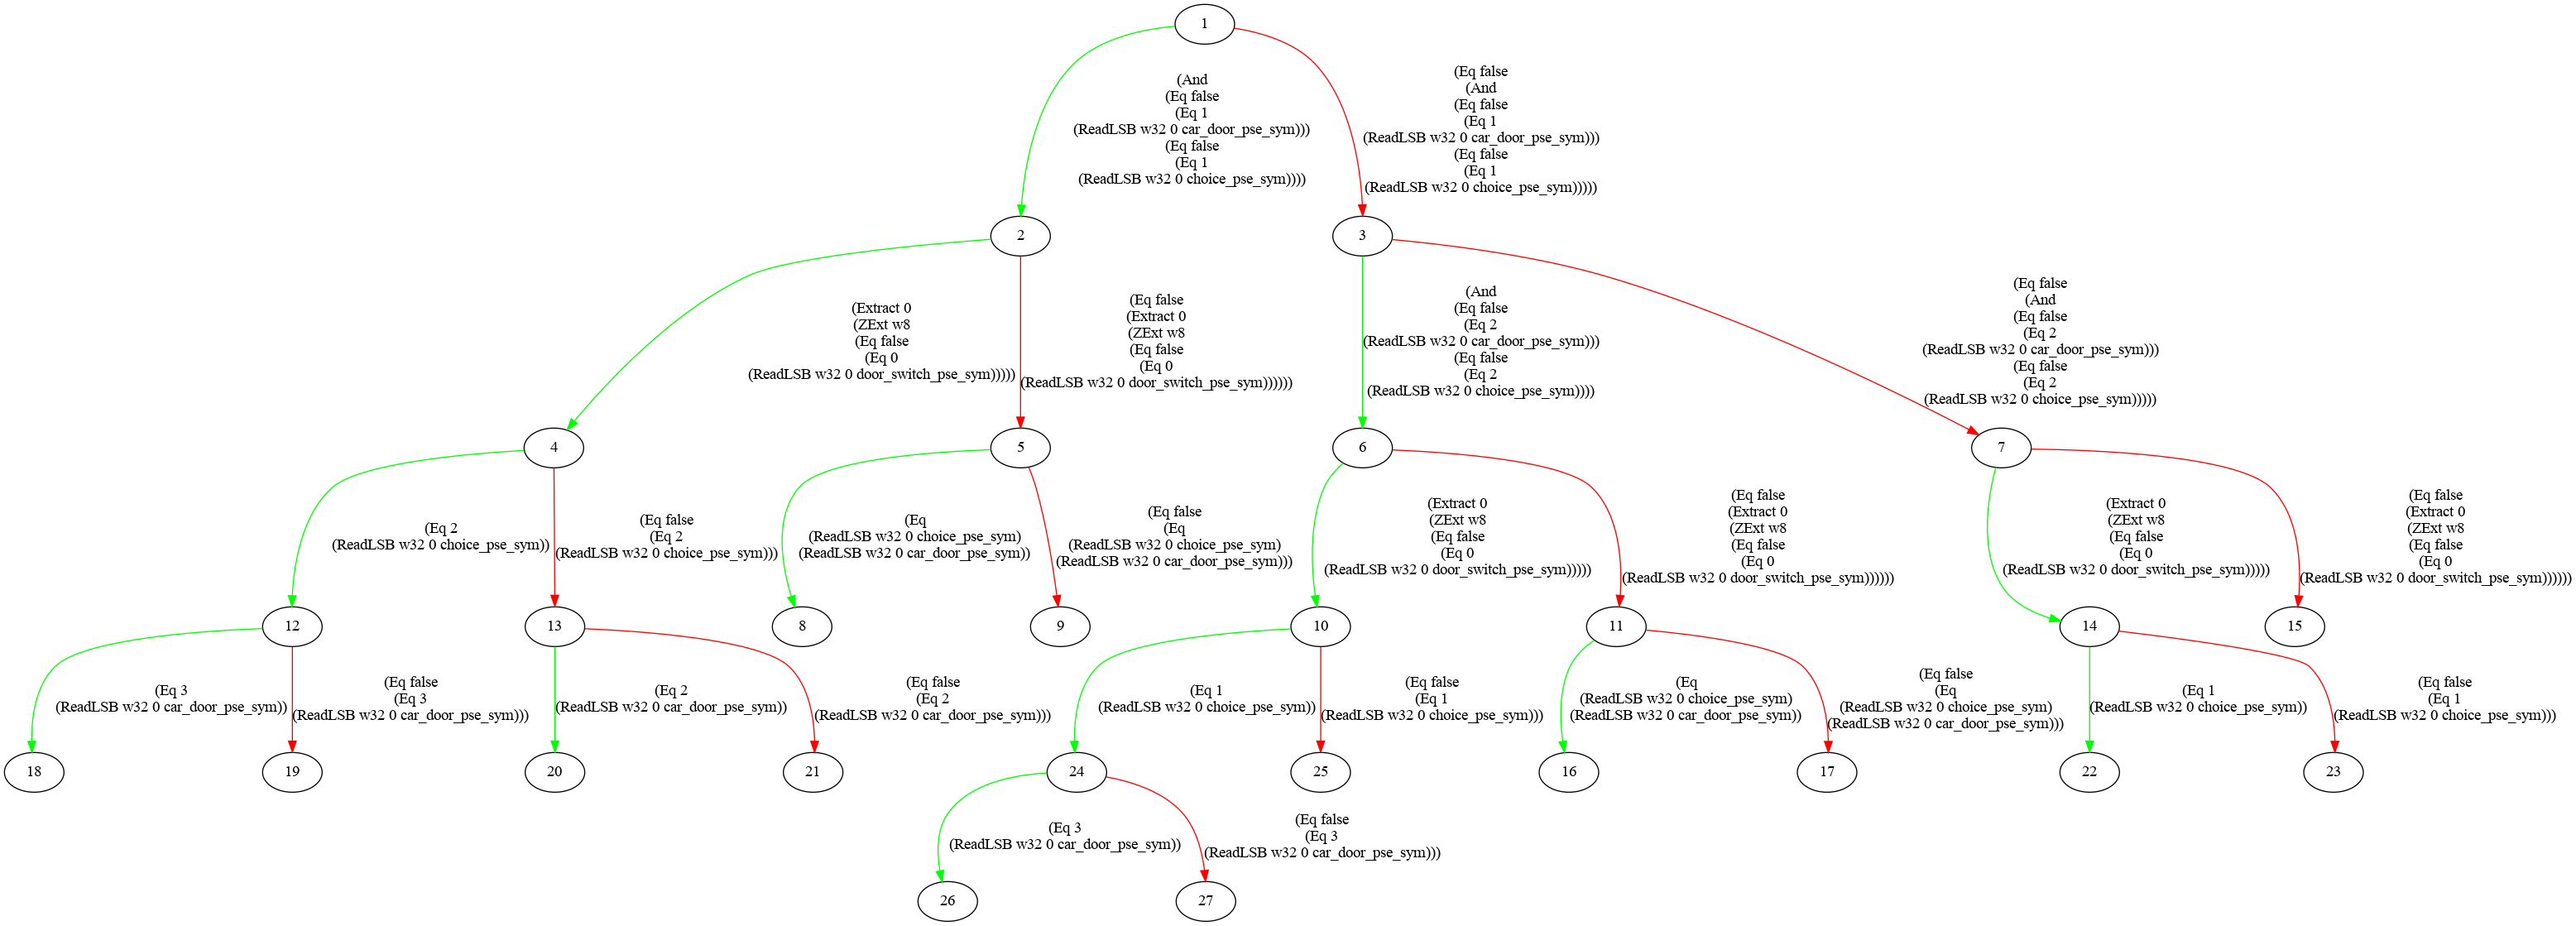 1
(And
(Eq false
(Eq 1
(ReadLSB w32 0 car_door_pse_sym)))
(Eq false
(Eq 1
(ReadLSB w32 0 choice_pse_sym))))
(Eq false
(And
(Eq false
(Eq 1
(ReadLSB w32 0 car_door_pse_sym)))
(Eq false
(Eq 1
(ReadLSB w32 0 choice_pse_sym)))))
2
3
(Extract 0
(ZExt w8
(Eq false
(Eq 0
(ReadLSB w32 0 door_switch_pse_sym)))))
(Eq false
(Extract 0
(ZExt w8
(Eq false
(Eq 0
(ReadLSB w32 0 door_switch_pse_sym))))))
(And
(Eq false
(Eq 2
(ReadLSB w32 0 car_door_pse_sym)))
(Eq false
(Eq 2
(ReadLSB w32 0 choice_pse_sym))))
(Eq false
(And
(Eq false
(Eq 2
(ReadLSB w32 0 car_door_pse_sym)))
(Eq false
(Eq 2
(ReadLSB w32 0 choice_pse_sym)))))
4
5
6
7
(Eq 2
(ReadLSB w32 0 choice_pse_sym))
(Eq false
(Eq 2
(ReadLSB w32 0 choice_pse_sym)))
(Eq
(ReadLSB w32 0 choice_pse_sym)
(ReadLSB w32 0 car_door_pse_sym))
(Eq false
(Eq
(ReadLSB w32 0 choice_pse_sym)
(ReadLSB w32 0 car_door_pse_sym)))
(Extract 0
(ZExt w8
(Eq false
(Eq 0
(ReadLSB w32 0 door_switch_pse_sym)))))
(Eq false
(Extract 0
(ZExt w8
(Eq false
(Eq 0
(ReadLSB w32 0 door_switch_pse_sym))))))
(Extract 0
(ZExt w8
(Eq false
(Eq 0
(ReadLSB w32 0 door_switch_pse_sym)))))
(Eq false
(Extract 0
(ZExt w8
(Eq false
(Eq 0
(ReadLSB w32 0 door_switch_pse_sym))))))
12
13
8
9
10
11
14
15
(Eq 3
(ReadLSB w32 0 car_door_pse_sym))
(Eq false
(Eq 3
(ReadLSB w32 0 car_door_pse_sym)))
(Eq 2
(ReadLSB w32 0 car_door_pse_sym))
(Eq false
(Eq 2
(ReadLSB w32 0 car_door_pse_sym)))
(Eq 1
(ReadLSB w32 0 choice_pse_sym))
(Eq false
(Eq 1
(ReadLSB w32 0 choice_pse_sym)))
(Eq
(ReadLSB w32 0 choice_pse_sym)
(ReadLSB w32 0 car_door_pse_sym))
(Eq false
(Eq
(ReadLSB w32 0 choice_pse_sym)
(ReadLSB w32 0 car_door_pse_sym)))
(Eq 1
(ReadLSB w32 0 choice_pse_sym))
(Eq false
(Eq 1
(ReadLSB w32 0 choice_pse_sym)))
18
19
20
21
24
25
16
17
22
23
(Eq 3
(ReadLSB w32 0 car_door_pse_sym))
(Eq false
(Eq 3
(ReadLSB w32 0 car_door_pse_sym)))
26
27